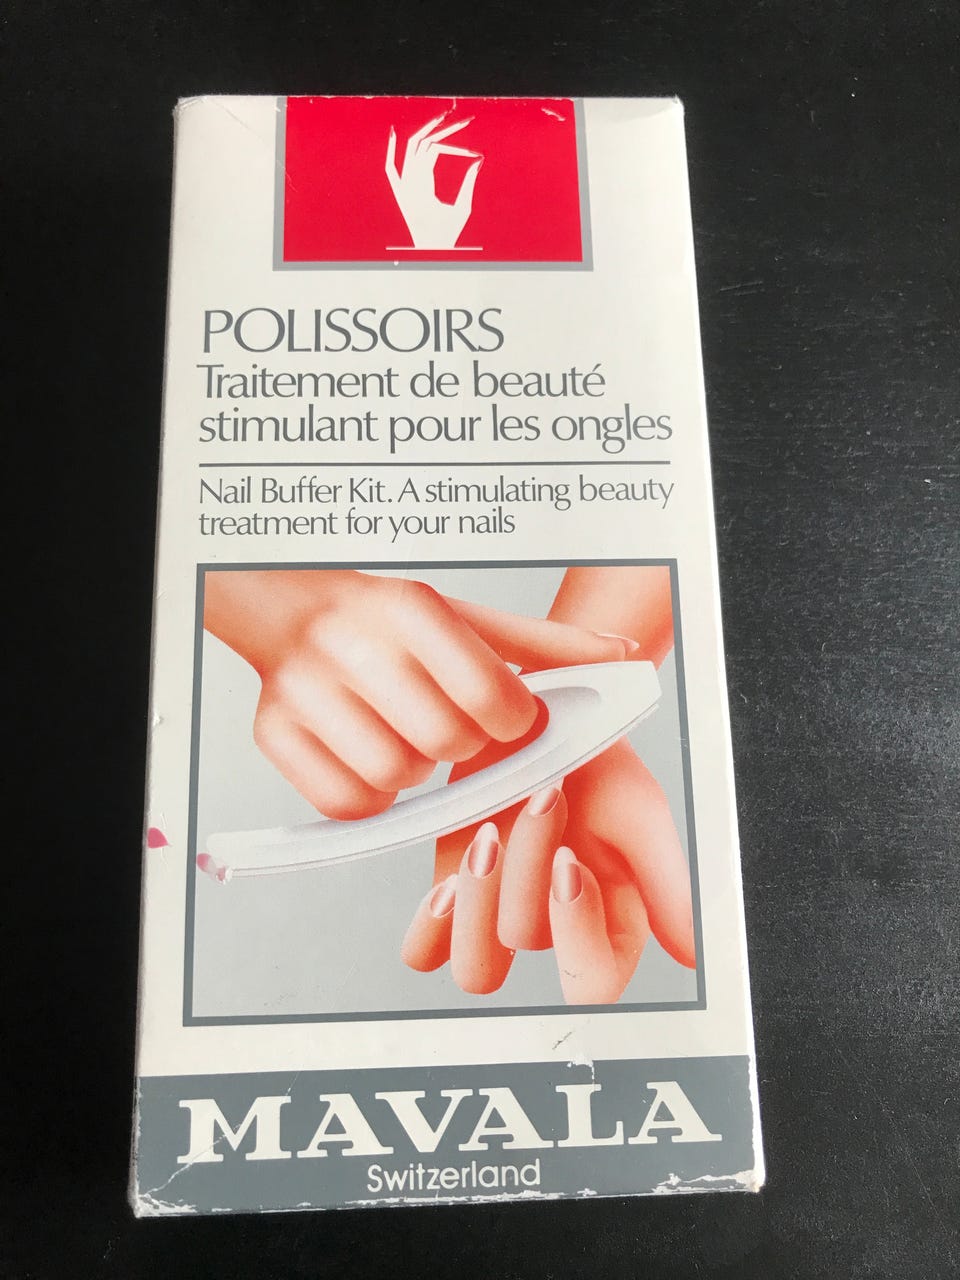 POLISSOIRS
Traitement de beauté
stimulant pour les ongles
Nail Buffer Kit. A stimulating beauty
treatment for your nails
MAVALA
Switzerland